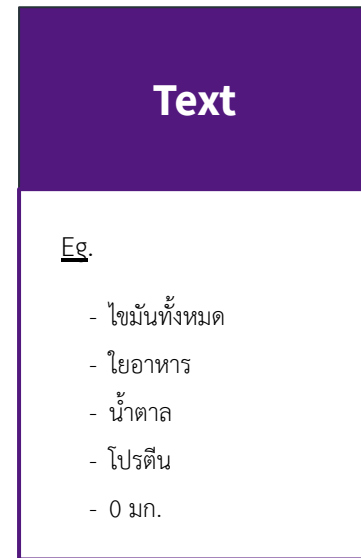 Text
Eg.
- ไขมันทั้งหมด
- ใยอาหาร
- น้ำตาล
- โปรตีน
- 0 มก.